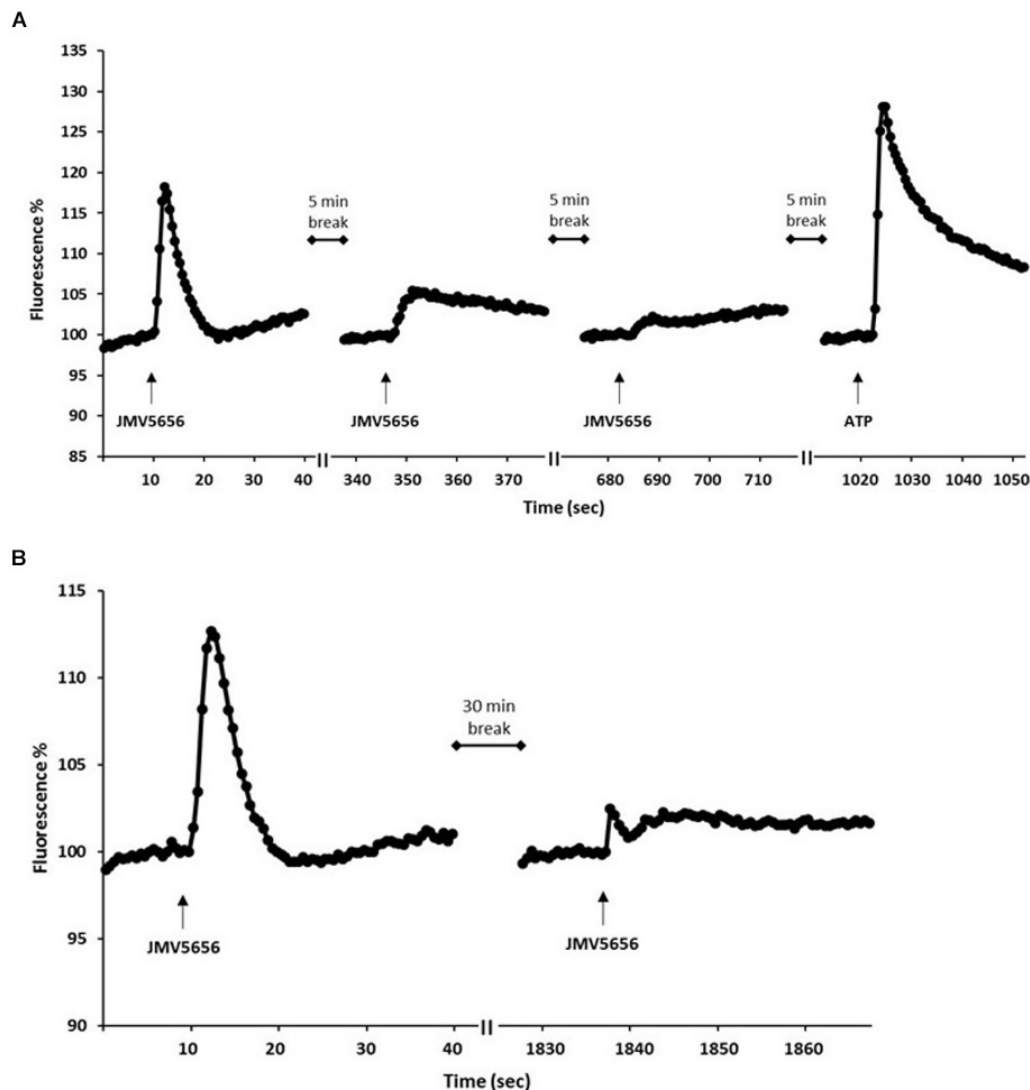 A
135
130
125
120
115
110
105
100
95
90
85
Fluorescence %
5 min
break
5 min
break
5 min
break
JMV5656
JMV5656
JMV5656
ATP
10 20 30 40 340 350 360 370 680 690 700 710 1020 1030 1040 1050
Time (sec)
B
115
110
105
100
95
90
Fluorescence %
30 min
break
JMV5656
JMV5656
10 20 30 40 1830 1840 1850 1860
Time (sec)